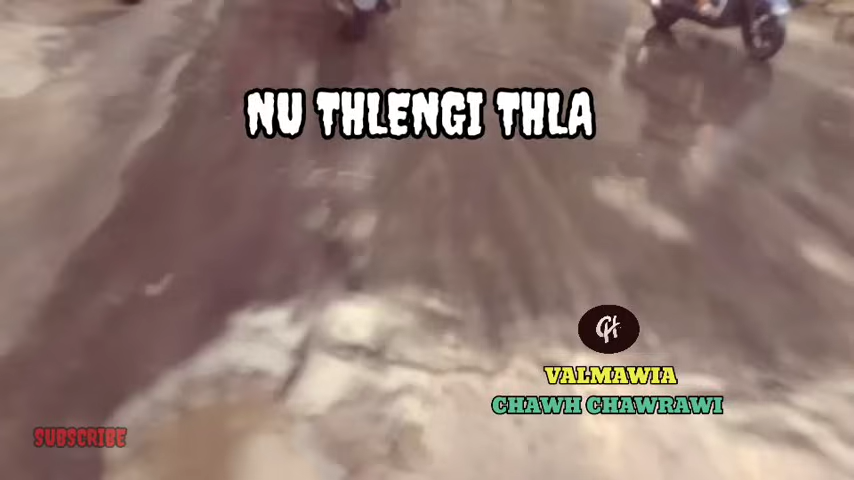 NU THLENGI THLA
VALMAWIA
CHAWH CHAWRAWI
SUBSCRIBE